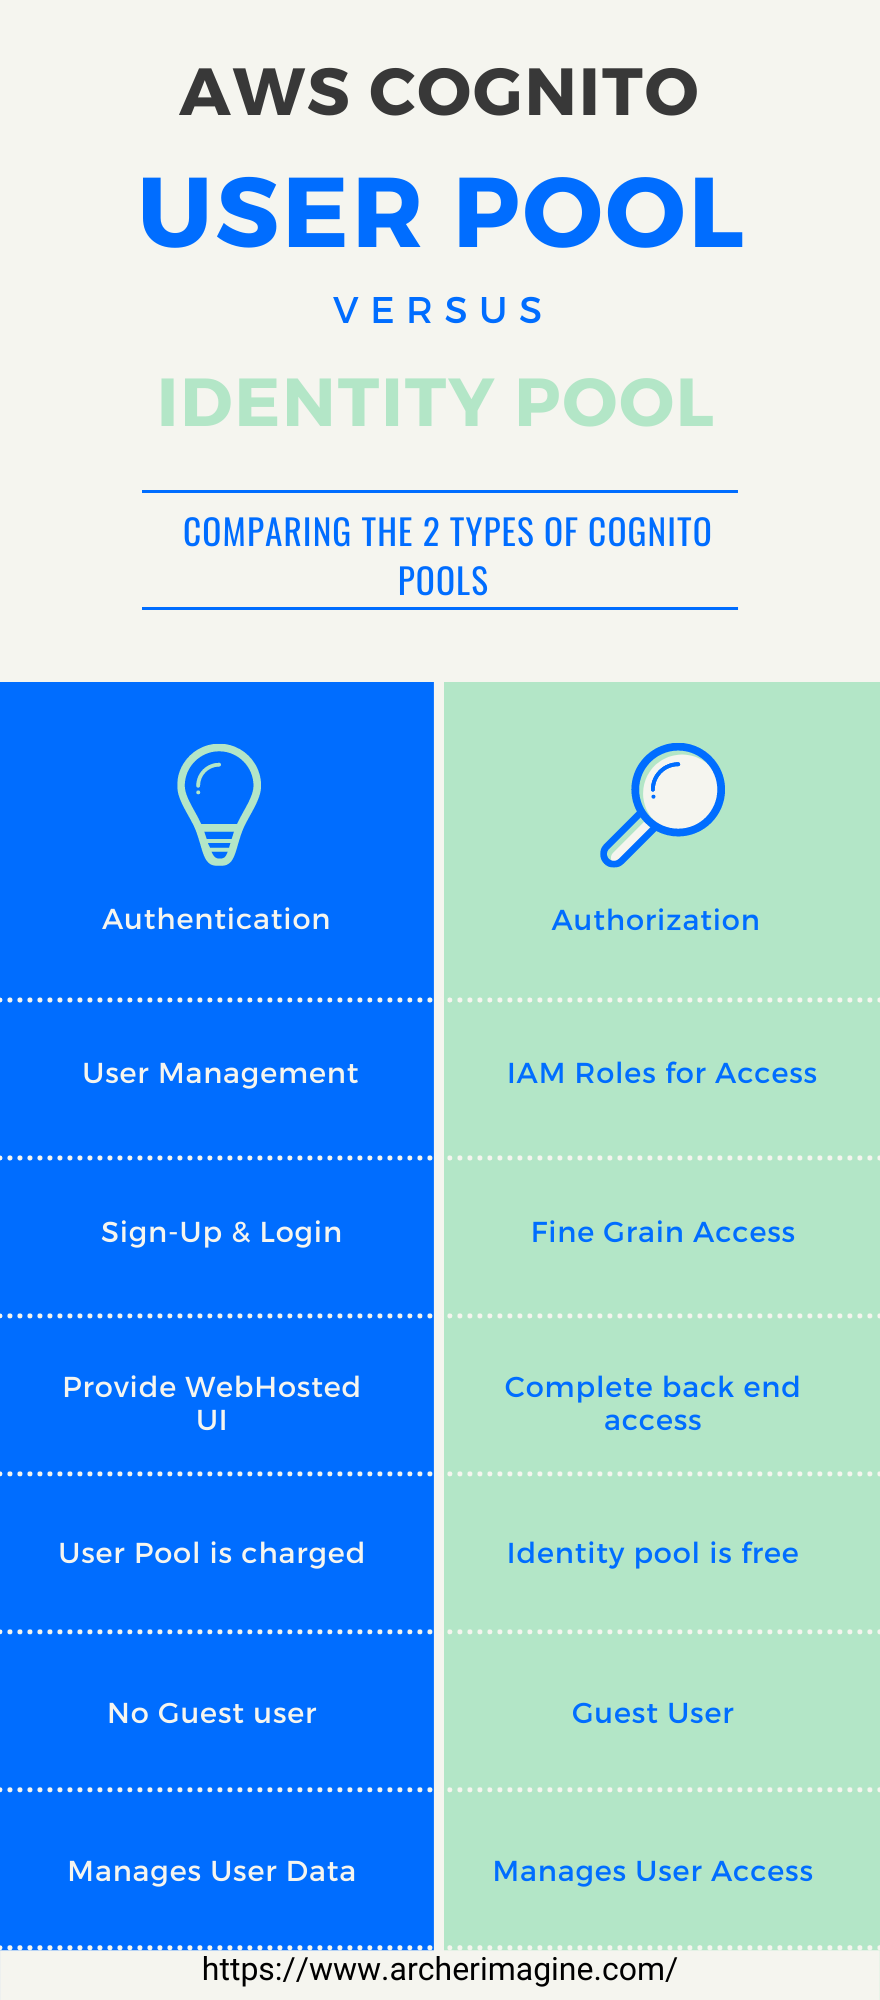 AWS COGNITO
USER POOL
VERSUS
IDENTITY POOL
COMPARING THE 2 TYPES OF COGNITO
POOLS
Authentication
Authorization
User Management
IAM Roles for Access
Sign-Up & Login
Fine Grain Access
Provide WebHosted
UI
Complete back end
access
User Pool is charged
Identity pool is free
No Guest user
Guest User
Manages User Data
Manages User Access
https://www.archerimagine.com/